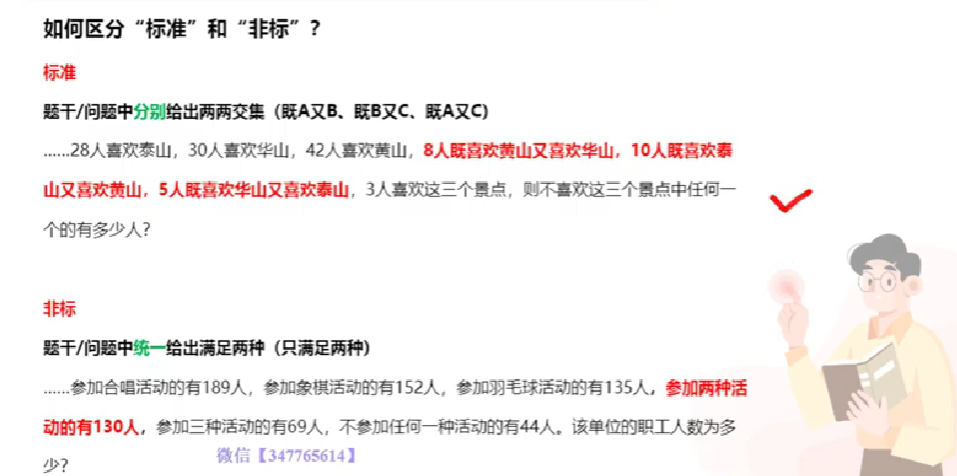 如何区分“标准”和“非标”？
标准
题干/问题中分别给出两两交集（既A又B、既B又C、既A又C）
......28人喜欢泰山，30人喜欢华山，42人喜欢黄山，8人既喜欢黄山又喜欢华山，10人既喜欢泰
山又喜欢黄山，5人既喜欢华山又喜欢泰山，3人喜欢这三个景点，则不喜欢这三个景点中任何一
个的有多少人？
非标
题干/问题中统一给出满足两种（只满足两种）
......参加合唱活动的有189人，参加象棋活动的有152人，参加羽毛球活动的有135人，参加两种活
动的有130人，参加三种活动的有69人，不参加任何一种活动的有44人。该单位的职工人数为多
少？
微信【347765614】